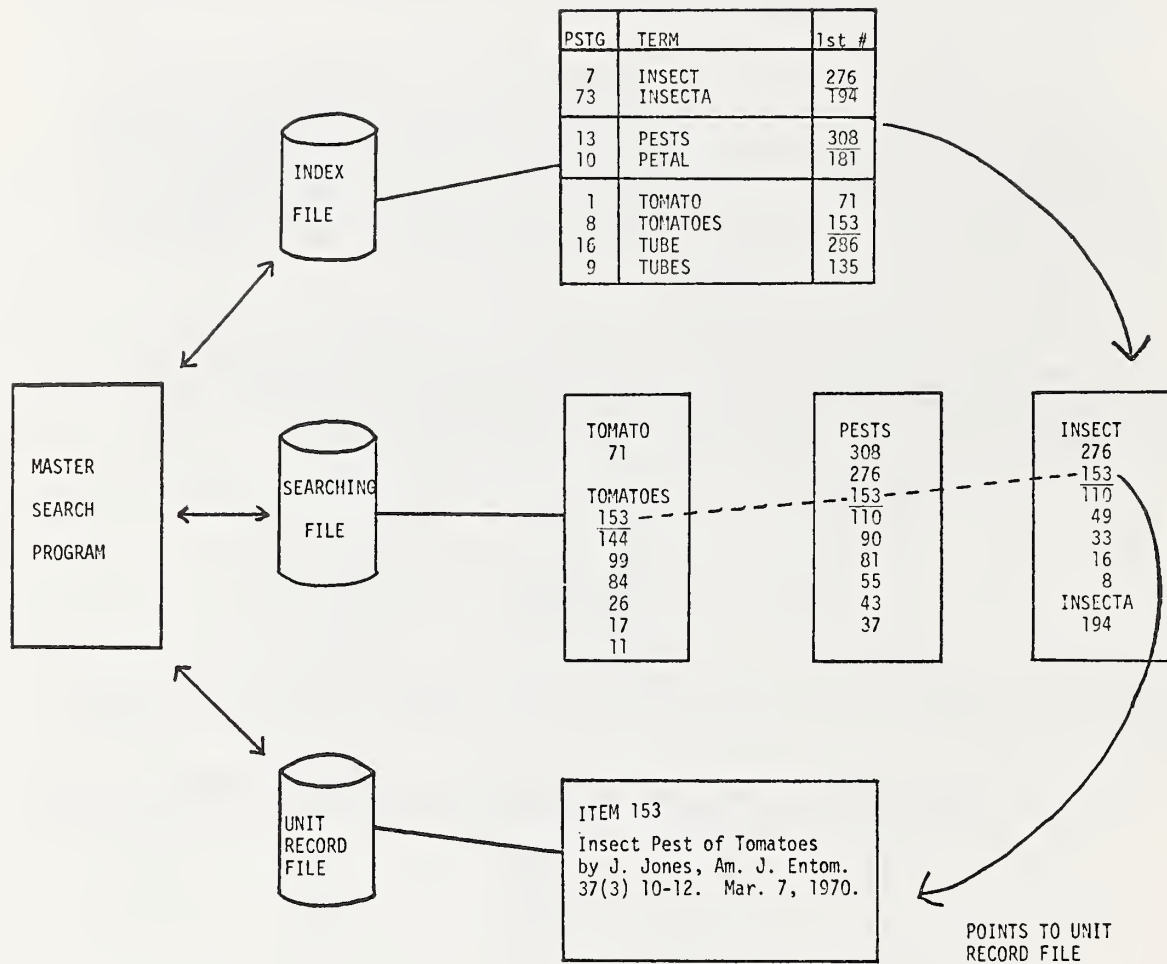 PSTG TERM 1st #
7 INSECT 276
73 INSECTA 194
13 PESTS 308
10 PETAL 181
1 TOMATO 71
8 TOMATOES 153
16 TUBE 286
9 TUBES 135
INDEX
FILE
MASTER
SEARCH
PROGRAM
SEARCHING
FILE
TOMATO
71
TOMATOES
153
144
99
84
26
17
11
PESTS
308
276
153
110
90
81
55
43
37
INSECT
276
153
110
49
33
16
8
INSECTA
194
UNIT
RECORD
FILE
ITEM 153
Insect Pest of Tomatoes
by J. Jones, Am. J. Entom.
37(3) 10-12. Mar. 7, 1970.
POINTS TO UNIT
RECORD FILE